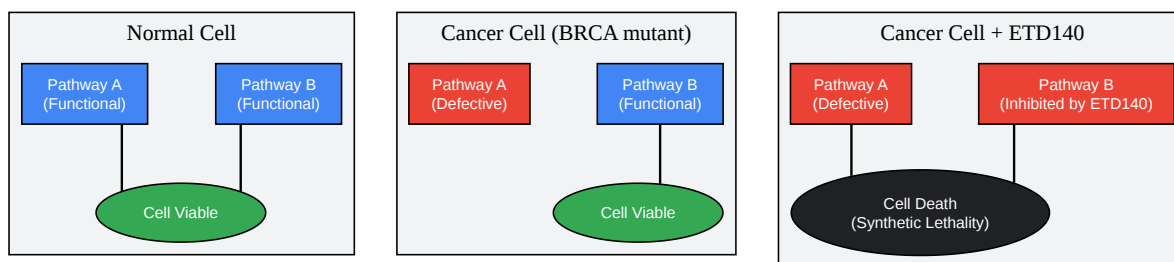 Normal Cell
Pathway A
(Functional)
Pathway B
(Functional)
Cell Viable
Cancer Cell (BRCA mutant)
Pathway A
(Defective)
Pathway B
(Functional)
Cell Viable
Cancer Cell + ETD140
Pathway A
(Defective)
Pathway B
(Inhibited by ETD140)
Cell Death
(Synthetic Lethality)